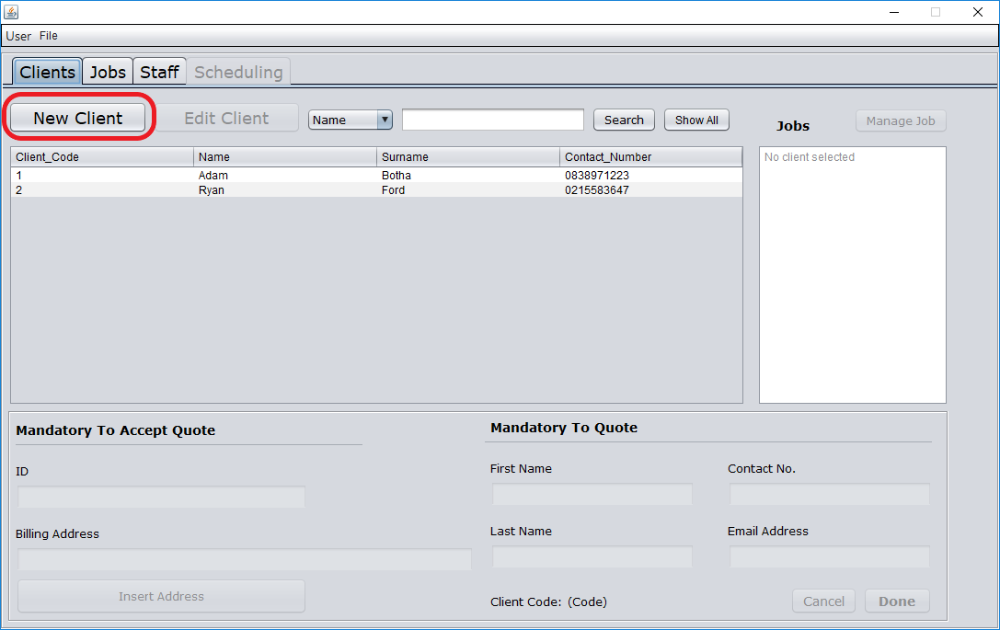 User File
Clients Jobs Staff Scheduling
New Client Edit Client Name Search Show All
Jobs Manage Job
Client_Code Name Surname Contact_Number
1 Adam Botha 0838971223
2 Ryan Ford 0215583647
No client selected
Mandatory To Accept Quote
ID
Billing Address
Insert Address
Mandatory To Quote
First Name Contact No.
Last Name Email Address
Client Code: (Code) Cancel Done